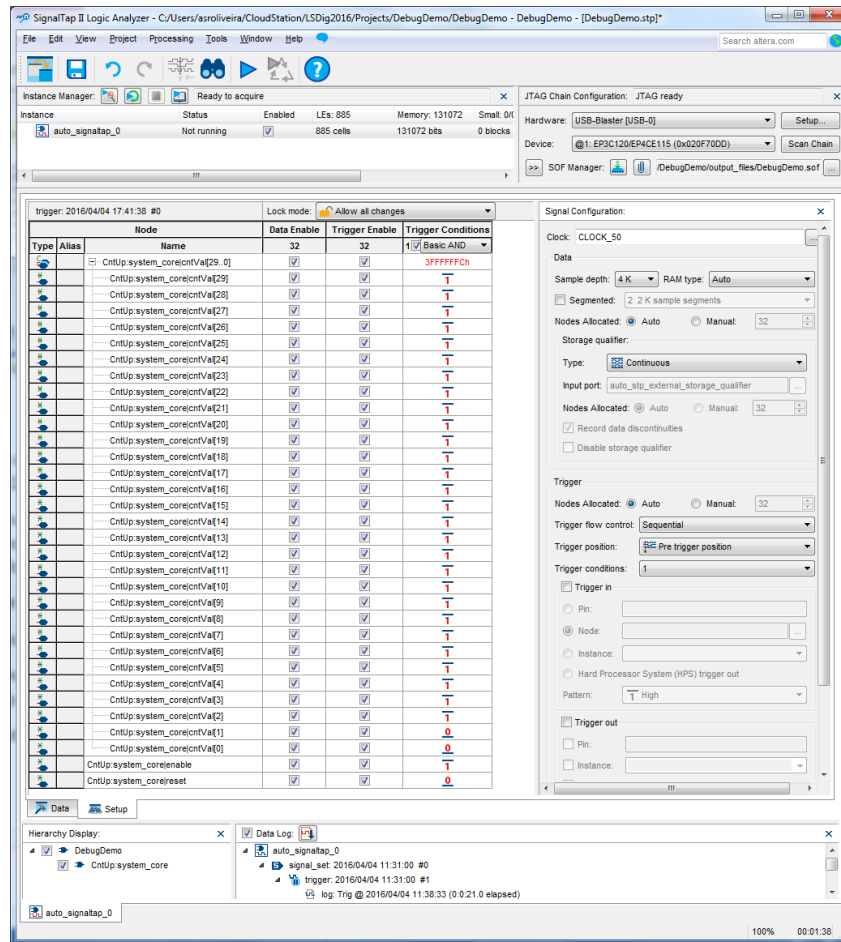 SignalTap II Logic Analyzer - C:/Users/asroliveira/CloudStation/LSDig2016/Projects/DebugDemo/DebugDemo - DebugDemo - [DebugDemo.stp]*
File Edit View Project Processing Tools Window Help
Search altera.com
Instance Manager: Ready to acquire
Instance Status Enabled LEs: 885 Memory: 131072 Small: 0/(
auto_signaltap_0 Not running 885 cells 131072 bits 0 blocks
JTAG Chain Configuration: JTAG ready
Hardware: USB-Blaster [USB-0] Setup...
Device: @1: EP3C120/EP4CE115 (0x020F70DD) Scan Chain
>> SOF Manager: /DebugDemo/output_files/DebugDemo.sof ...
trigger: 2016/04/04 17:41:38 #0 Lock mode: Allow all changes
Node Data Enable Trigger Enable Trigger Conditions
Type Alias Name 32 32 1 Basic AND
CntUp:system_core|cntVal[29..0] 3FFFFFFCh
CntUp:system_core|cntVal[29] 1
CntUp:system_core|cntVal[28] 1
CntUp:system_core|cntVal[27] 1
CntUp:system_core|cntVal[26] 1
CntUp:system_core|cntVal[25] 1
CntUp:system_core|cntVal[24] 1
CntUp:system_core|cntVal[23] 1
CntUp:system_core|cntVal[22] 1
CntUp:system_core|cntVal[21] 1
CntUp:system_core|cntVal[20] 1
CntUp:system_core|cntVal[19] 1
CntUp:system_core|cntVal[18] 1
CntUp:system_core|cntVal[17] 1
CntUp:system_core|cntVal[16] 1
CntUp:system_core|cntVal[15] 1
CntUp:system_core|cntVal[14] 1
CntUp:system_core|cntVal[13] 1
CntUp:system_core|cntVal[12] 1
CntUp:system_core|cntVal[11] 1
CntUp:system_core|cntVal[10] 1
CntUp:system_core|cntVal[9] 1
CntUp:system_core|cntVal[8] 1
CntUp:system_core|cntVal[7] 1
CntUp:system_core|cntVal[6] 1
CntUp:system_core|cntVal[5] 1
CntUp:system_core|cntVal[4] 1
CntUp:system_core|cntVal[3] 1
CntUp:system_core|cntVal[2] 1
CntUp:system_core|cntVal[1] 0
CntUp:system_core|cntVal[0] 0
CntUp:system_core|enable 1
CntUp:system_core|reset 0
Data Setup
Signal Configuration:
Clock: CLOCK_50 ...
Data
Sample depth: 4 K RAM type: Auto
Segmented: 2 2 K sample segments
Nodes Allocated: Auto Manual: 32
Storage qualifier:
Type: Continuous
Input port: auto_stp_external_storage_qualifier ...
Nodes Allocated: Auto Manual: 32
Record data discontinuities
Disable storage qualifier
Trigger
Nodes Allocated: Auto Manual: 32
Trigger flow control: Sequential
Trigger position: Pre trigger position
Trigger conditions: 1
Trigger in
Pin:
Node: ...
Instance:
Hard Processor System (HPS) trigger out
Pattern: 1 High
Trigger out
Pin:
Instance:
Hierarchy Display:
DebugDemo
CntUp:system_core
Data Log:
auto_signaltap_0
signal_set: 2016/04/04 11:31:00 #0
trigger: 2016/04/04 11:31:00 #1
log: Trig @ 2016/04/04 11:38:33 (0:0:21.0 elapsed)
auto_signaltap_0
100% 00:01:38